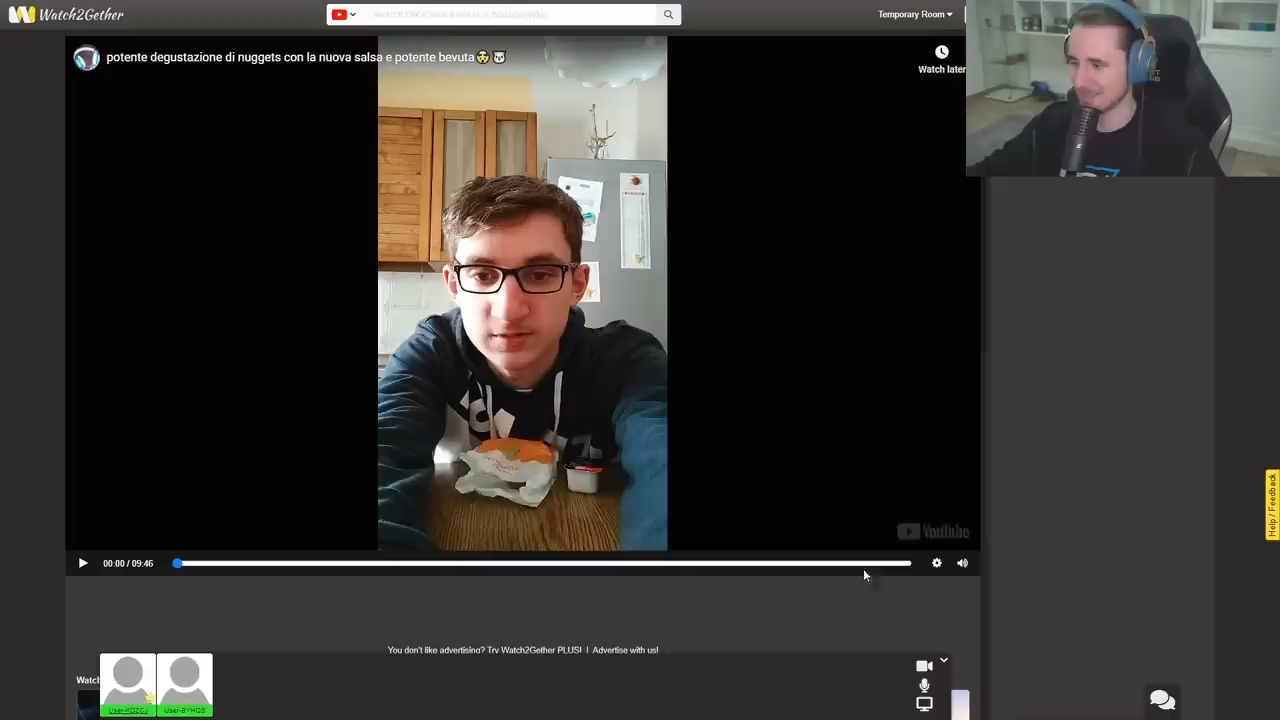 Watch2Gether
Temporary Room
potente degustazione di nuggets con la nuova salsa e potente bevuta
Watch later
YouTube
00:00 / 09:46
Help / Feedback
You don't like advertising? Try Watch2Gether PLUS! | Advertise with us!
Watc